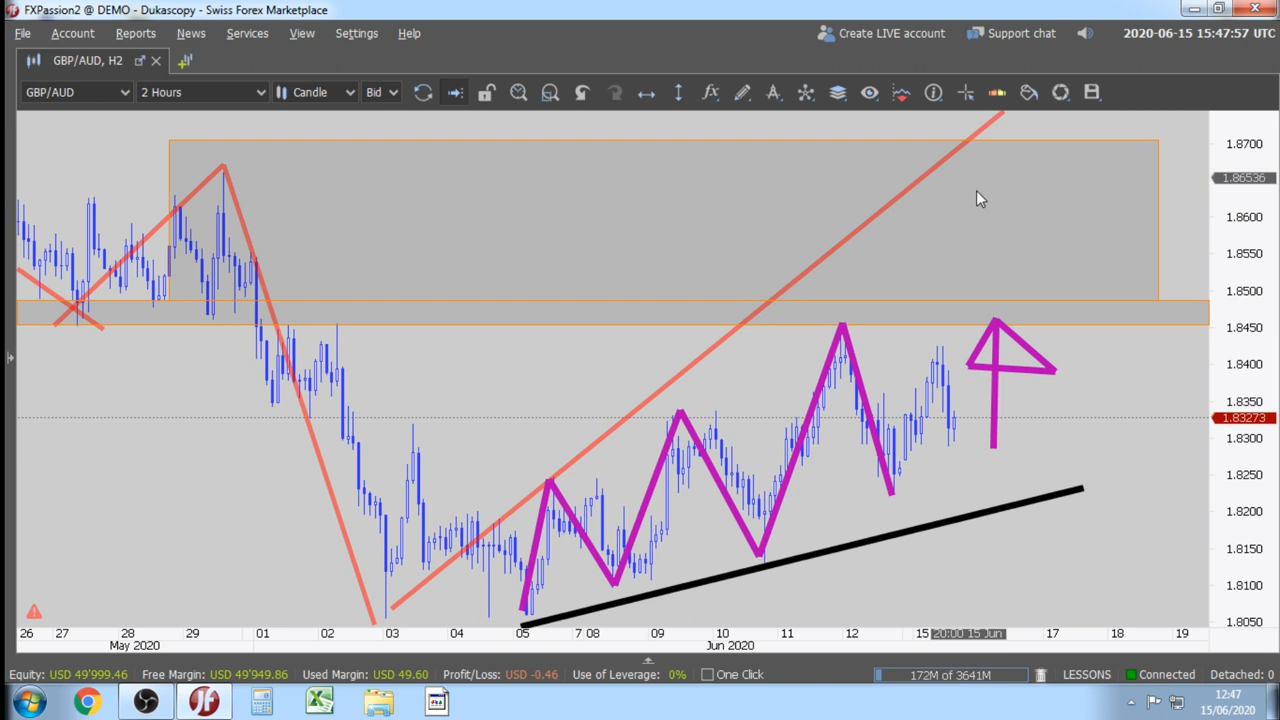 FXPassion2 @ DEMO - Dukascopy - Swiss Forex Marketplace
File Account Reports News Services View Settings Help Create LIVE account Support chat 2020-06-15 15:47:57 UTC
GBP/AUD, H2
GBP/AUD 2 Hours Candle Bid
1.8700
1.86536
1.8600
1.8550
1.8500
1.8450
1.8400
1.8350
1.83273
1.8300
1.8250
1.8200
1.8150
1.8100
1.8050
26 27 28 29 01 02 03 04 05 7 08 09 10 11 12 15 20:00 15 Jun 17 18 19
May 2020 Jun 2020
Equity: USD 49'999.46 Free Margin: USD 49'949.86 Used Margin: USD 49.60 Profit/Loss: USD -0.46 Use of Leverage: 0% One Click 172M of 3641M LESSONS Connected Detached: 0
12:47
15/06/2020